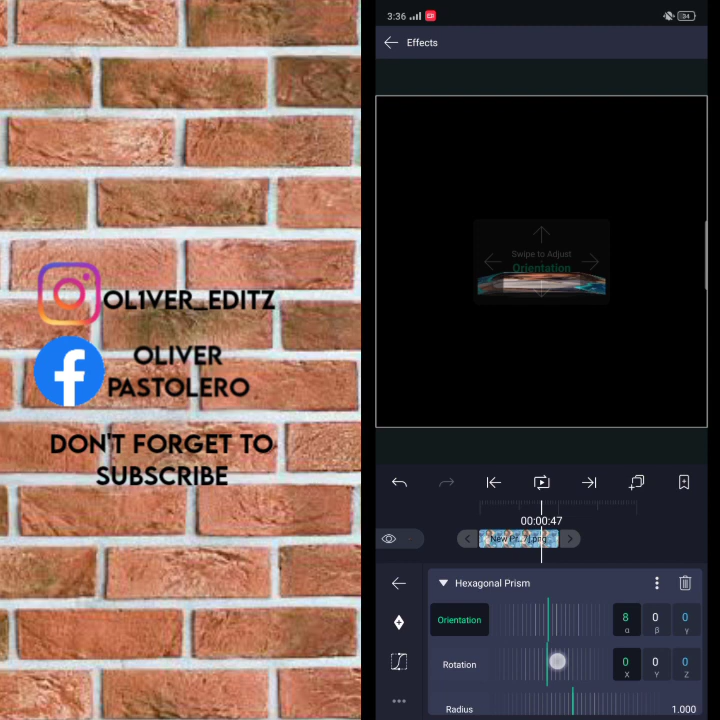 OL1VER_EDITZ
OLIVER
PASTOLERO
DON'T FORGET TO
SUBSCRIBE
3:36
34
Effects
Swipe to Adjust
Orientation
00:00:47
Hexagonal Prism
Orientation
8 0 0
α β γ
Rotation
0 0 0
X Y Z
Radius 1.000